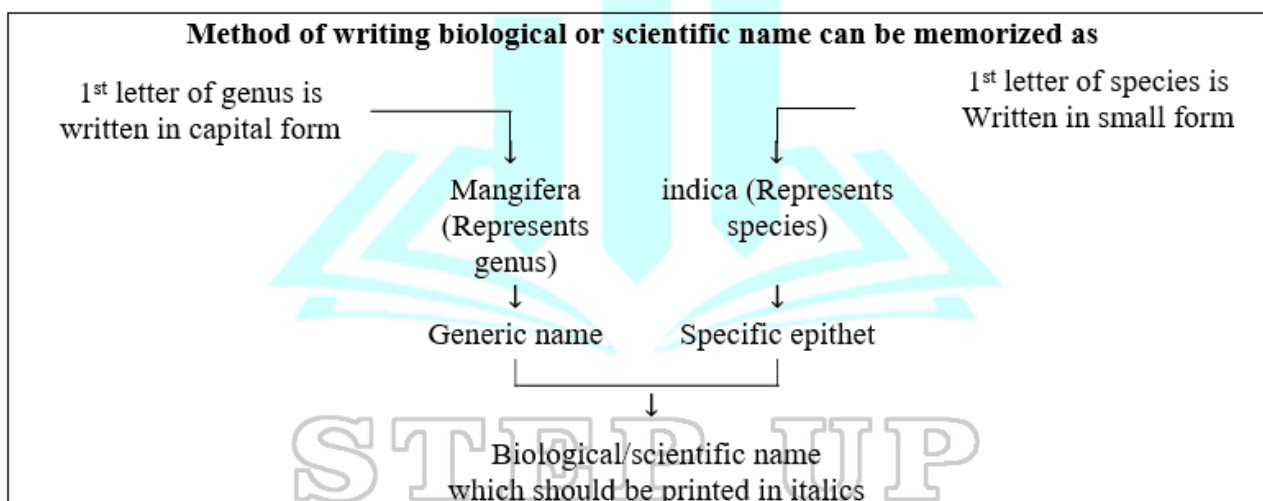 Method of writing biological or scientific name can be memorized as
1st letter of genus is
written in capital form
1st letter of species is
Written in small form
Mangifera
(Represents
genus)
indica (Represents
species)
Generic name
Specific epithet
Biological/scientific name
which should be printed in italics
STEP UP